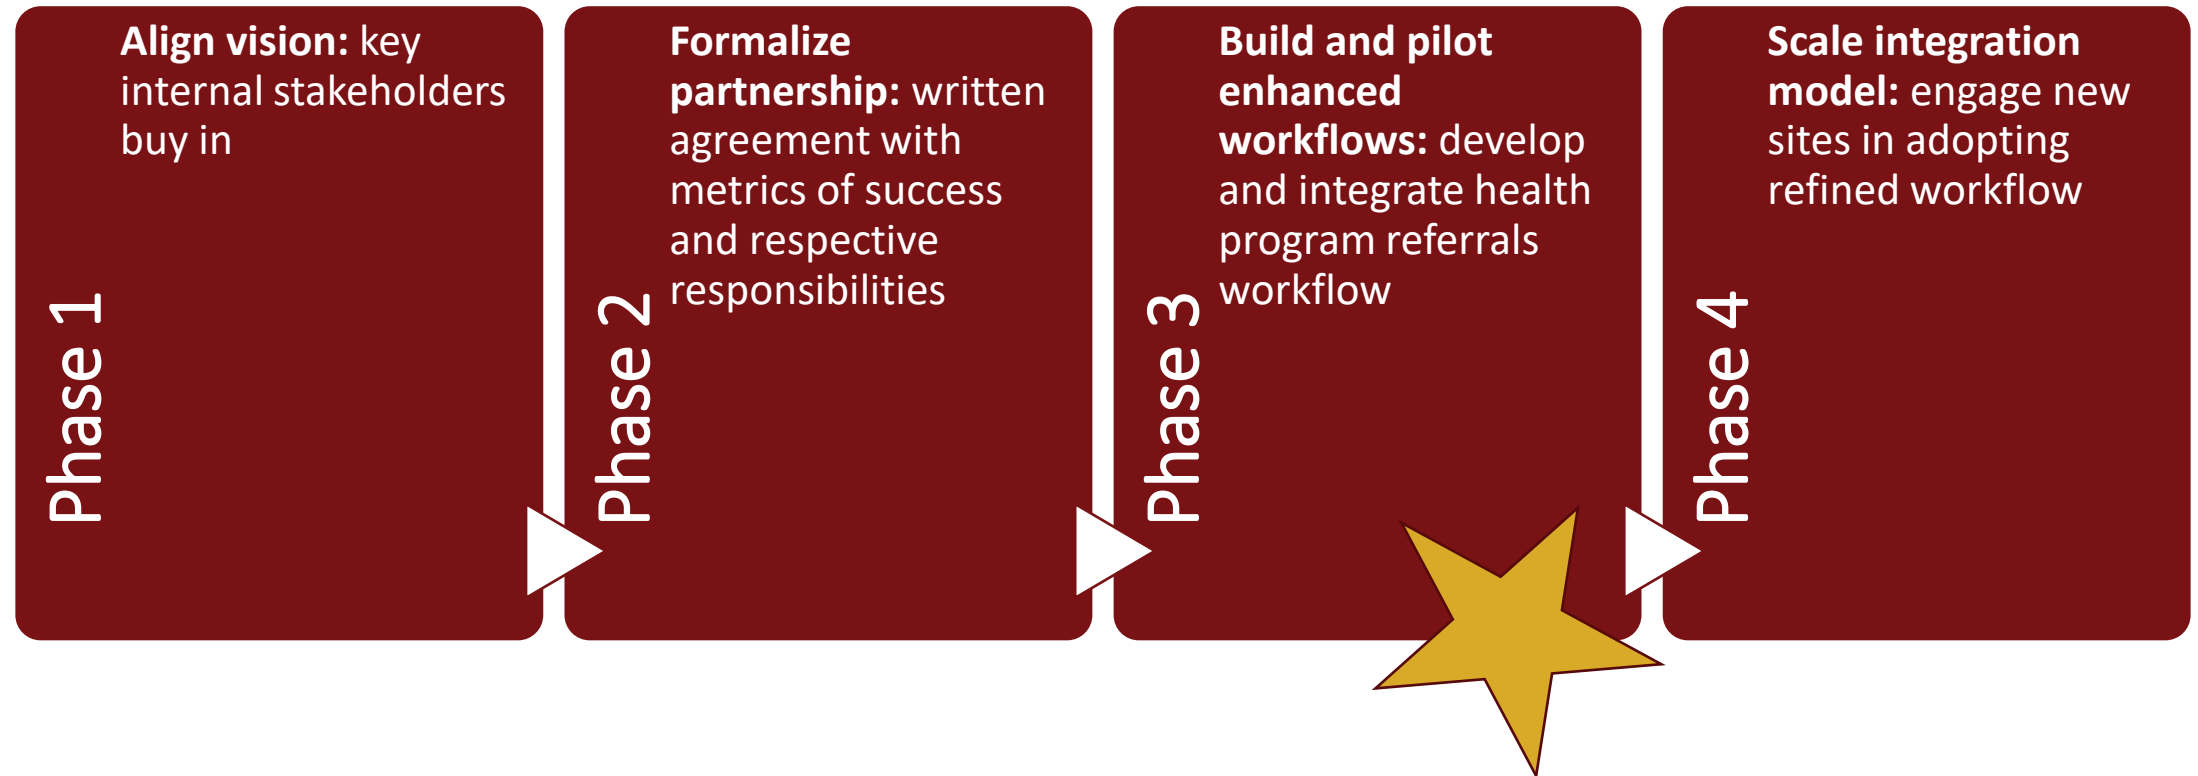 Phase 1
Align vision: key
internal stakeholders
buy in
Phase 2
Formalize
partnership: written
agreement with
metrics of success
and respective
responsibilities
Phase 3
Build and pilot
enhanced
workflows: develop
and integrate health
program referrals
workflow
Phase 4
Scale integration
model: engage new
sites in adopting
refined workflow